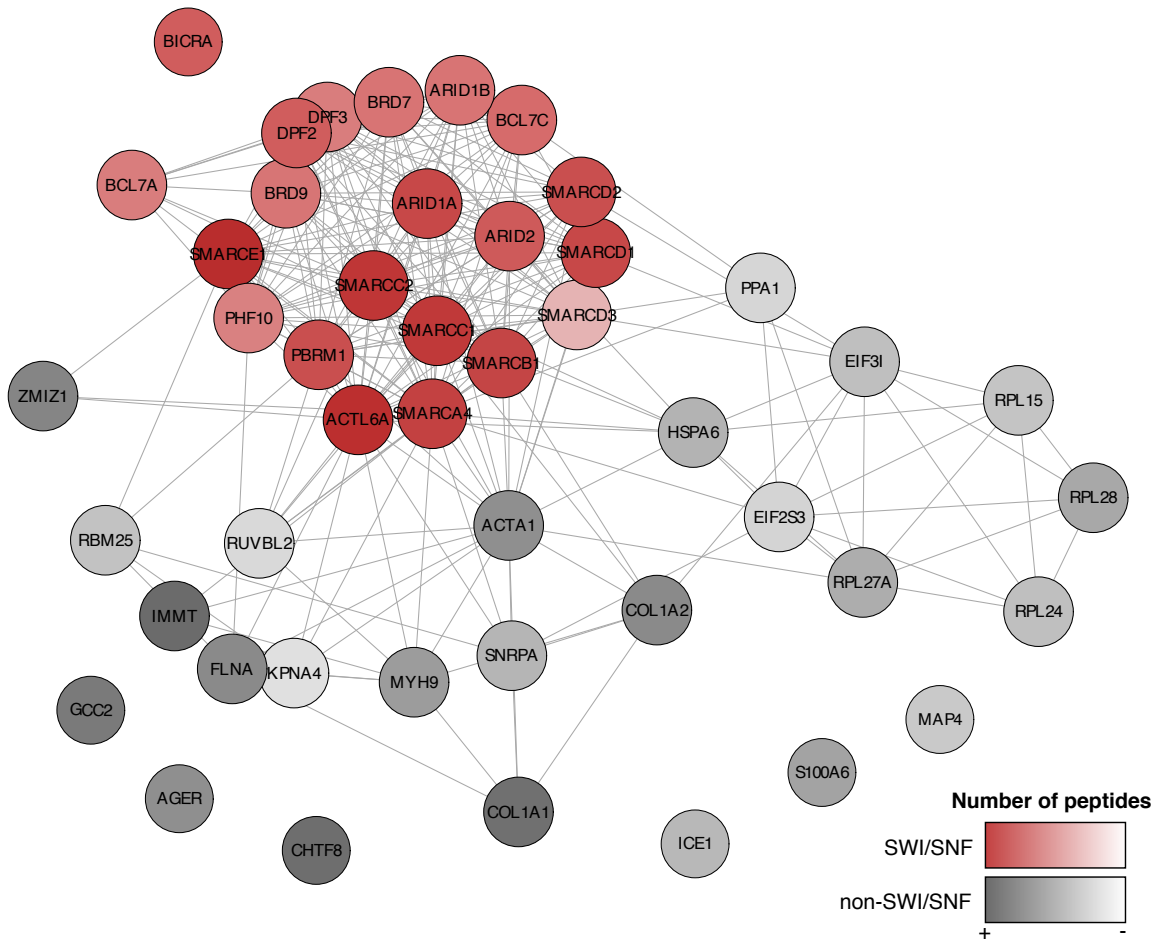 BICRA
ARID1B
BRD7
DPF3
BCL7C
DPF2
BCL7A
BRD9
SMARCD2
ARID1A
ARID2
SMARCE1
SMARCD1
SMARCC2
PPA1
PHF10
SMARCD3
SMARCC1
PBRM1
SMARCB1
EIF3I
ZMIZ1
RPL15
ACTL6A
SMARCA4
HSPA6
RPL28
EIF2S3
ACTA1
RBM25
RUVBL2
RPL27A
COL1A2
RPL24
IMMT
SNRPA
FLNA
KPNA4
MYH9
GCC2
MAP4
S100A6
AGER
Number of peptides
COL1A1
ICE1
SWI/SNF
CHTF8
non-SWI/SNF
+ -